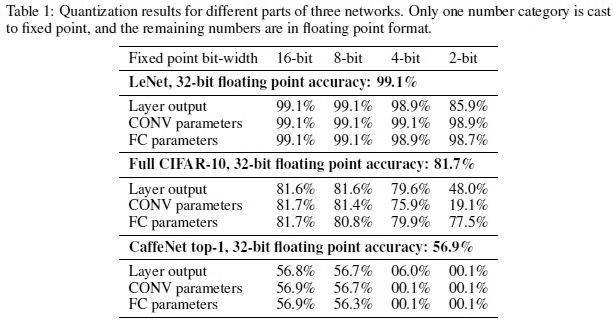 Table 1: Quantization results for different parts of three networks. Only one number category is cast
to fixed point, and the remaining numbers are in floating point format.
Fixed point bit-width 16-bit 8-bit 4-bit 2-bit
LeNet, 32-bit floating point accuracy: 99.1%
Layer output 99.1% 99.1% 98.9% 85.9%
CONV parameters 99.1% 99.1% 99.1% 98.9%
FC parameters 99.1% 99.1% 98.9% 98.7%
Full CIFAR-10, 32-bit floating point accuracy: 81.7%
Layer output 81.6% 81.6% 79.6% 48.0%
CONV parameters 81.7% 81.4% 75.9% 19.1%
FC parameters 81.7% 80.8% 79.9% 77.5%
CaffeNet top-1, 32-bit floating point accuracy: 56.9%
Layer output 56.8% 56.7% 06.0% 00.1%
CONV parameters 56.9% 56.7% 00.1% 00.1%
FC parameters 56.9% 56.3% 00.1% 00.1%